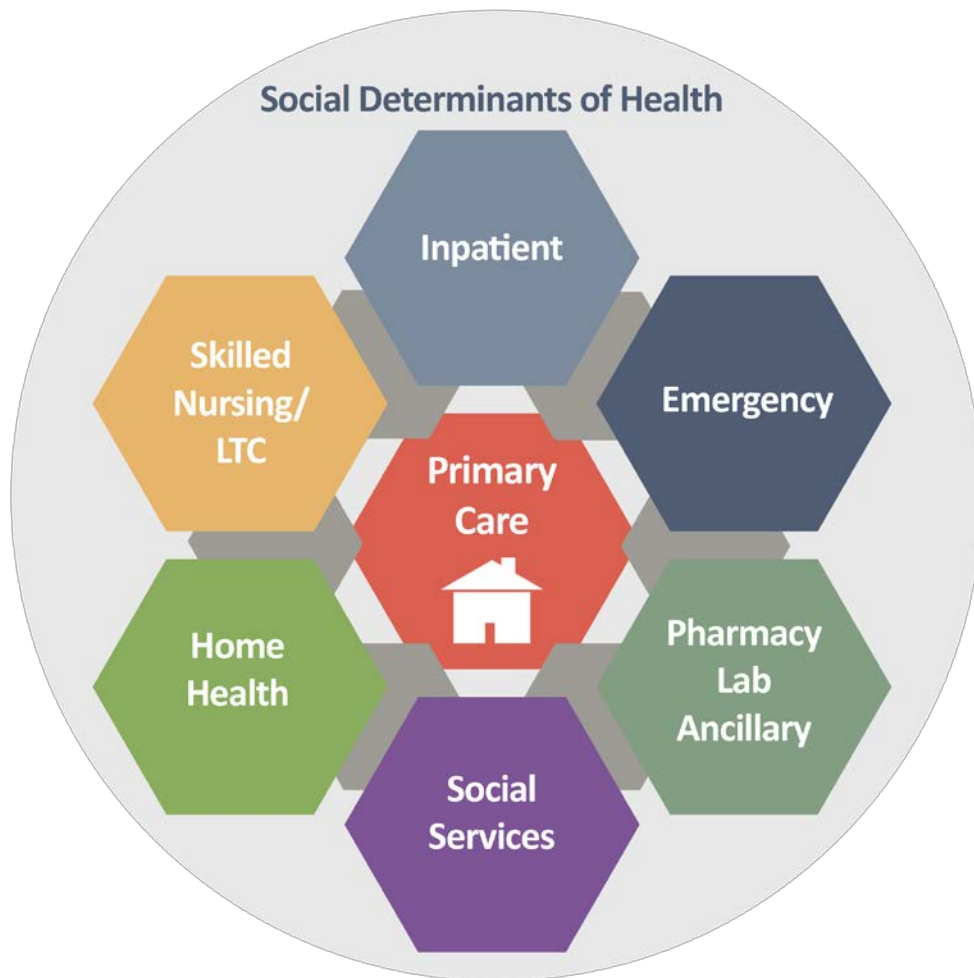 Social Determinants of Health
Inpatient
Skilled
Nursing/
LTC
Emergency
Primary
Care
Home
Health
Pharmacy
Lab
Ancillary
Social
Services